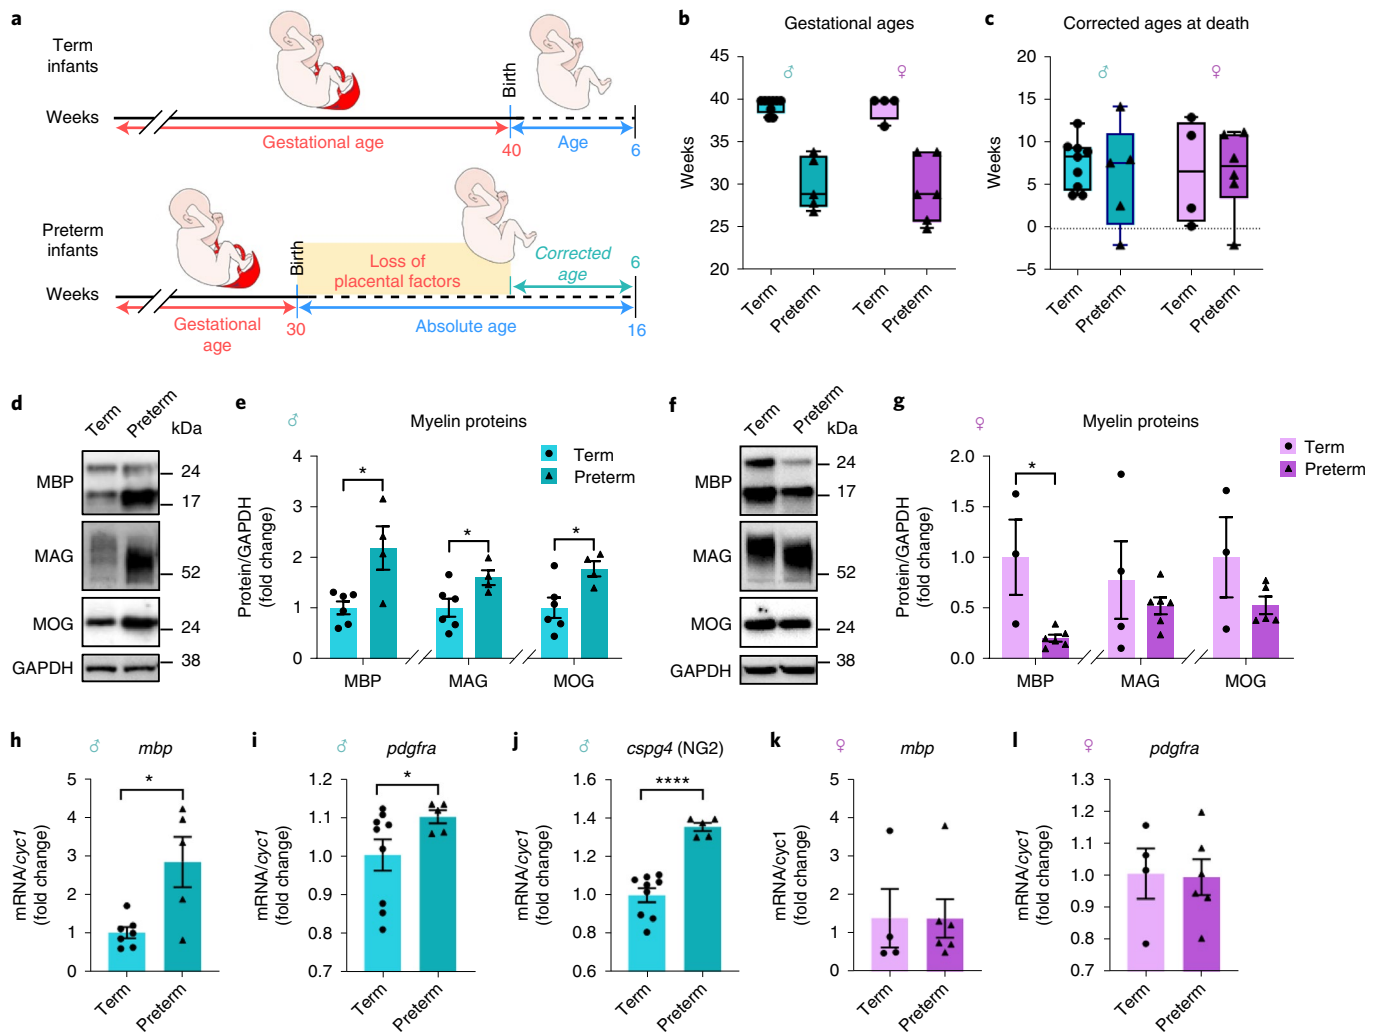 a
Term
infants
Birth
Weeks
Gestational age
40
Age
6
Preterm
infants
Birth
Loss of
placental factors
Corrected
age
6
Weeks
Gestational
age
30
Absolute age
16
b
Gestational ages
♂
♀
Weeks
45
40
35
30
25
20
Term
Preterm
Term
Preterm
c
Corrected ages at death
♂
♀
Weeks
20
15
10
5
0
–5
Term
Preterm
Term
Preterm
d
Term
Preterm
kDa
MBP
24
17
MAG
52
MOG
24
GAPDH
38
e
♂
Myelin proteins
Term
Preterm
Protein/GAPDH
(fold change)
4
3
2
1
0
*
*
*
MBP
MAG
MOG
f
Term
Preterm
kDa
MBP
24
17
MAG
52
MOG
24
GAPDH
38
g
♀
Myelin proteins
Term
Preterm
Protein/GAPDH
(fold change)
2.0
1.5
1.0
0.5
0.0
*
MBP
MAG
MOG
h
♂
mbp
mRNA/cyc1
(fold change)
5
4
3
2
1
0
*
Term
Preterm
i
♂
pdgfra
mRNA/cyc1
(fold change)
1.2
1.1
1.0
0.9
0.8
0.7
*
Term
Preterm
j
♂
cspg4 (NG2)
mRNA/cyc1
(fold change)
1.6
1.4
1.2
1.0
0.8
0.6
****
Term
Preterm
k
♀
mbp
mRNA/cyc1
(fold change)
5
4
3
2
1
0
Term
Preterm
l
♀
pdgfra
mRNA/cyc1
(fold change)
1.3
1.2
1.1
1.0
0.9
0.8
0.7
Term
Preterm